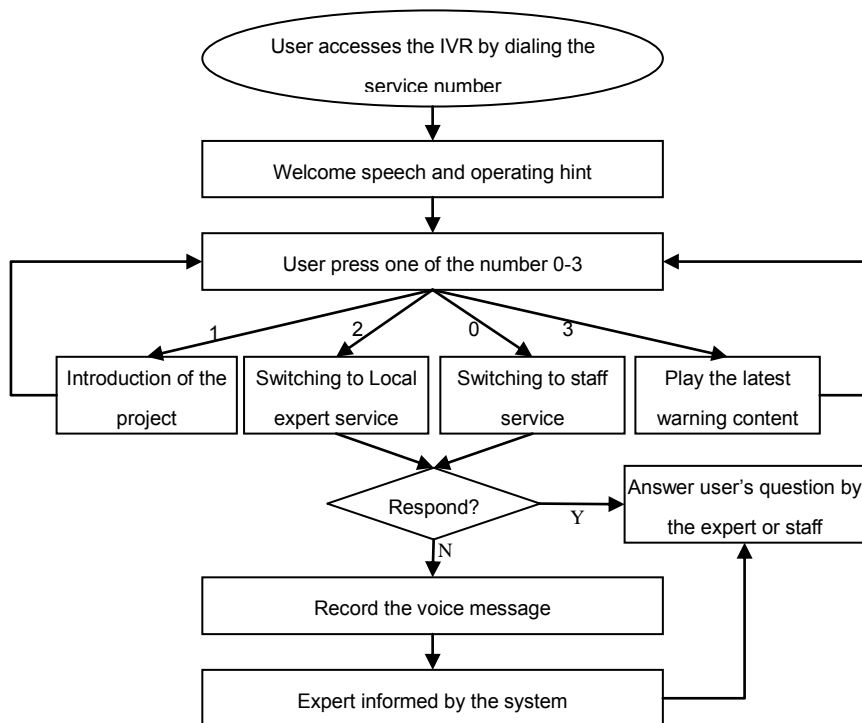 User accesses the IVR by dialing the
service number
Welcome speech and operating hint
User press one of the number 0-3
1
2
0
3
Introduction of the
project
Switching to Local
expert service
Switching to staff
service
Play the latest
warning content
Respond?
Y
Answer user's question by
the expert or staff
N
Record the voice message
Expert informed by the system